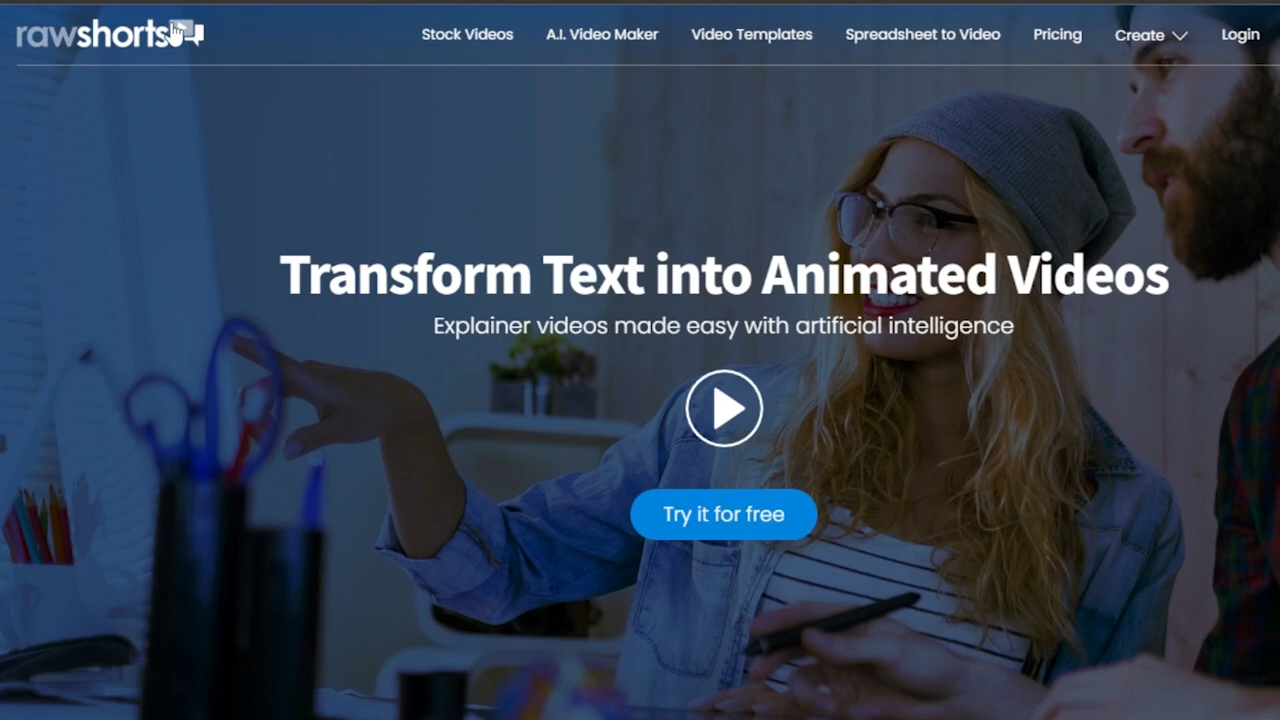 rawshorts
Stock Videos
A.I. Video Maker
Video Templates
Spreadsheet to Video
Pricing
Create
Login
Transform Text into Animated Videos
Explainer videos made easy with artificial intelligence
Try it for free